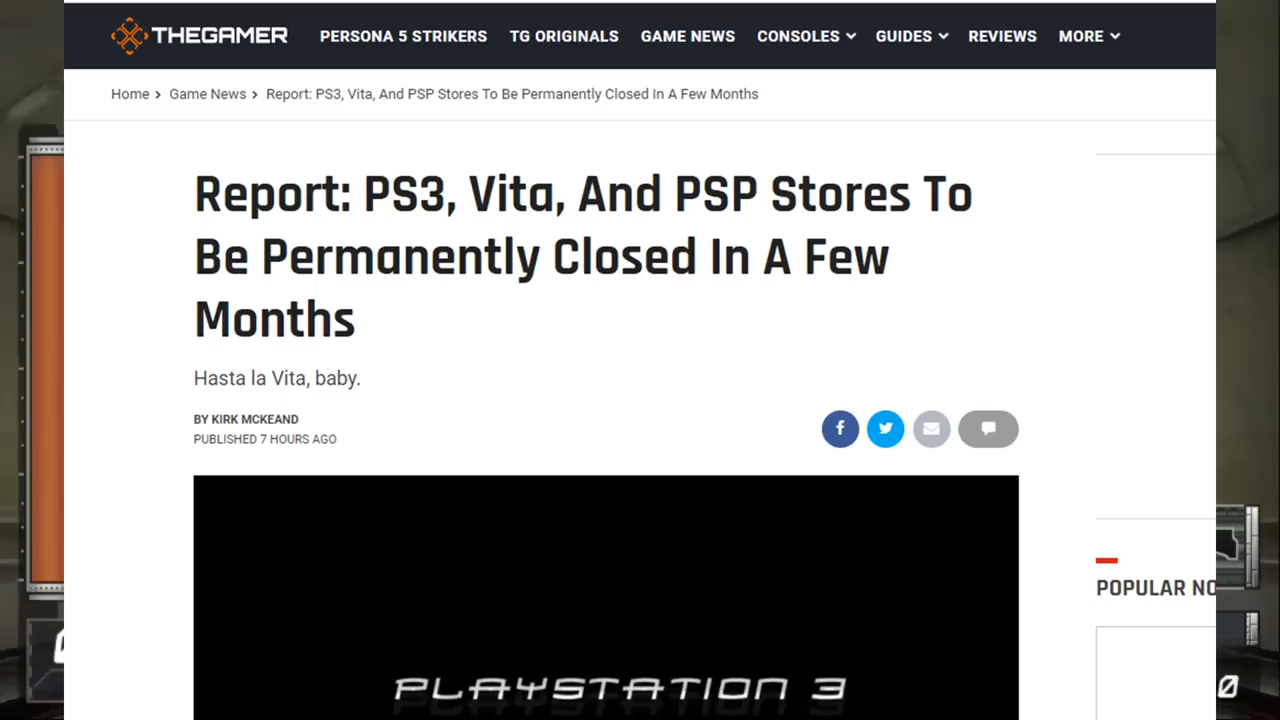 THEGAMER PERSONA 5 STRIKERS TG ORIGINALS GAME NEWS CONSOLES GUIDES REVIEWS MORE
Home > Game News > Report: PS3, Vita, And PSP Stores To Be Permanently Closed In A Few Months
Report: PS3, Vita, And PSP Stores To
Be Permanently Closed In A Few
Months
Hasta la Vita, baby.
BY KIRK MCKEAND
PUBLISHED 7 HOURS AGO
POPULAR NO
PLAYSTATION 3
0